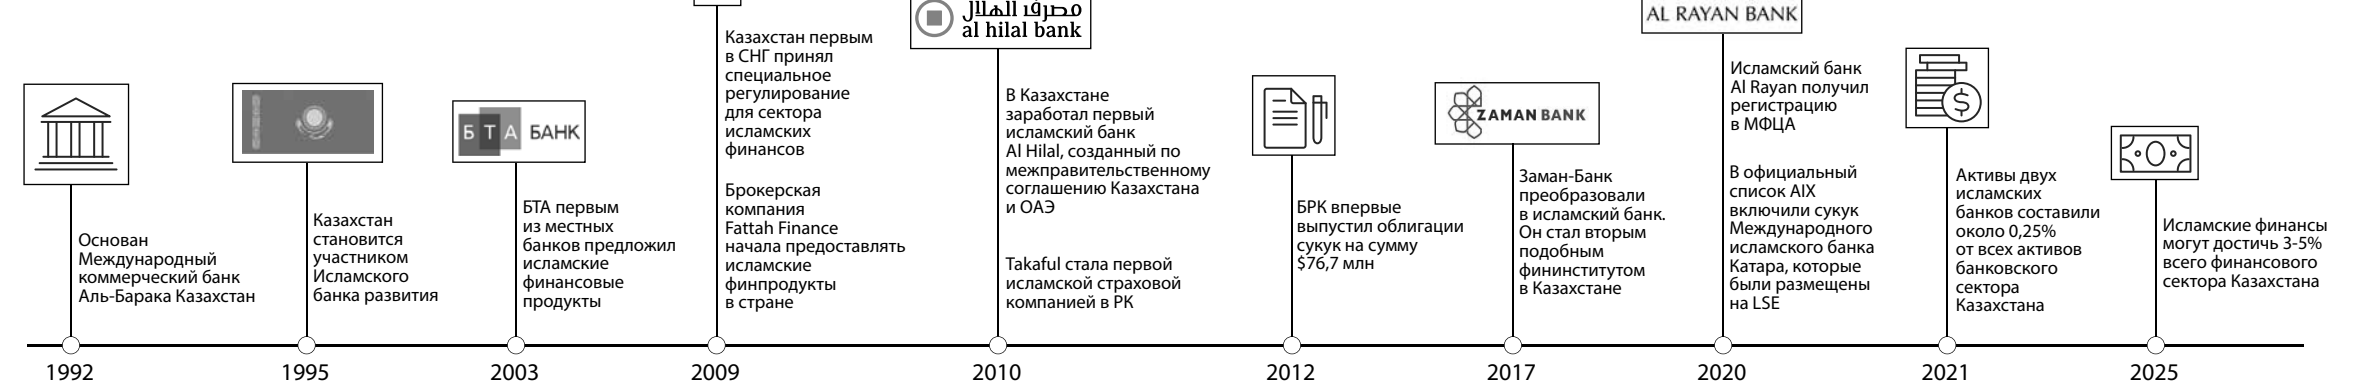 Основан
Международный
коммерческий банк
Аль-Барака Казахстан
1992
Казахстан
становится
участником
Исламского
банка развития
1995
БТА БАНК
БТА первым
из местных
банков предложил
исламские
финансовые
продукты
2003
Казахстан первым
в СНГ принял
специальное
регулирование
для сектора
исламских
финансов
Брокерская
компания
Fattah Finance
начала предоставлять
исламские
финпродукты
в стране
2009
مصرف الهلال
al hilal bank
В Казахстане
заработал первый
исламский банк
Al Hilal, созданный по
межправительственному
соглашению Казахстана
и ОАЭ
Takaful стала первой
исламской страховой
компанией в РК
2010
БРК впервые
выпустил облигации
сукук на сумму
$76,7 млн
2012
ZAMAN BANK
Заман-Банк
преобразовали
в исламский банк.
Он стал вторым
подобным
фининститутом
в Казахстане
2017
AL RAYAN BANK
Исламский банк
Al Rayan получил
регистрацию
в МФЦА
В официальный
список AIX
включили сукук
Международного
исламского банка
Катара, которые
были размещены
на LSE
2020
$
Активы двух
исламских
банков составили
около 0,25%
от всех активов
банковского
сектора
Казахстана
2021
Исламские финансы
могут достичь 3-5%
всего финансового
сектора Казахстана
2025